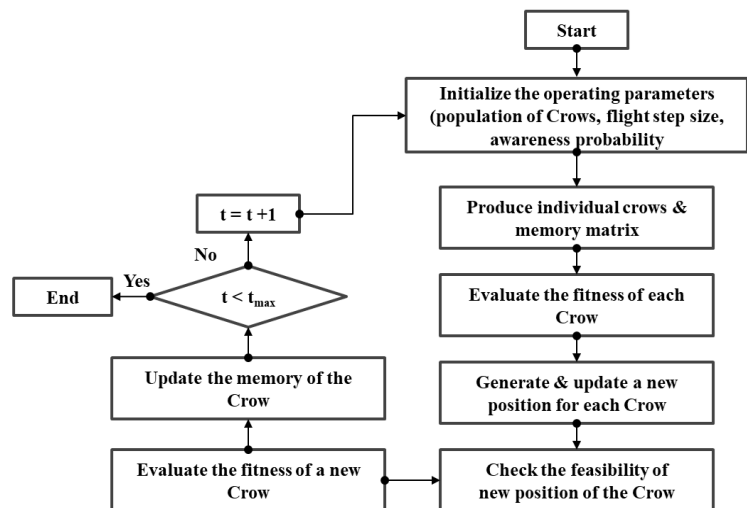 Start
Initialize the operating parameters
(population of Crows, flight step size,
awareness probability
t = t +1
Produce individual crows &
memory matrix
No
Yes
End
t < tmax
Evaluate the fitness of each
Crow
Update the memory of the
Crow
Generate & update a new
position for each Crow
Evaluate the fitness of a new
Crow
Check the feasibility of
new position of the Crow